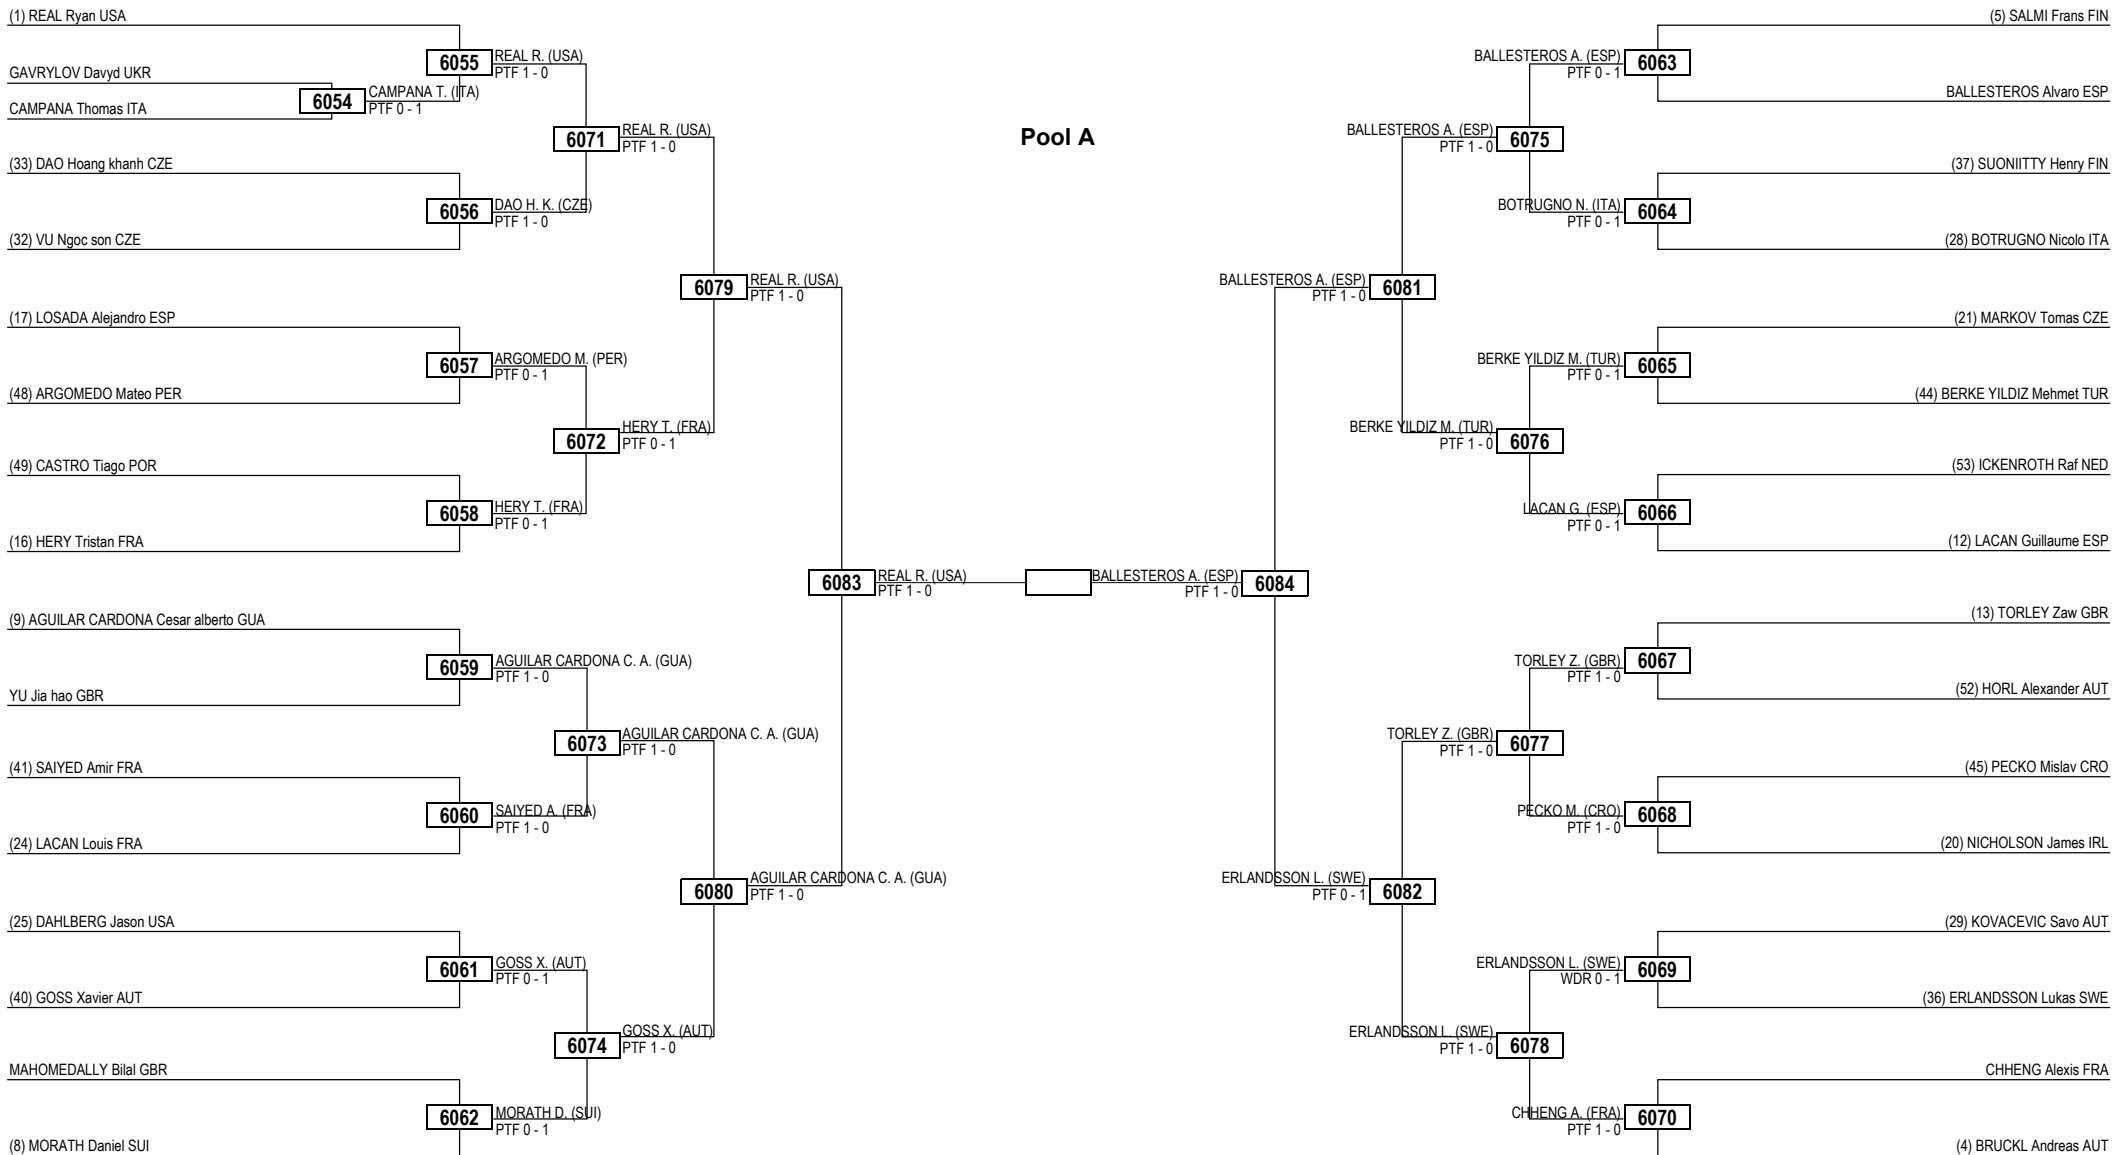 (1) REAL Ryan USA
GAVRYLOV Davyd UKR
CAMPANA Thomas ITA
(33) DAO Hoang khanh CZE
(32) VU Ngoc son CZE
(17) LOSADA Alejandro ESP
(48) ARGOMEDO Mateo PER
(49) CASTRO Tiago POR
(16) HERY Tristan FRA
(9) AGUILAR CARDONA Cesar alberto GUA
YU Jia hao GBR
(41) SAIYED Amir FRA
(24) LACAN Louis FRA
(25) DAHLBERG Jason USA
(40) GOSS Xavier AUT
MAHOMEDALLY Bilal GBR
(8) MORATH Daniel SUI
6054
CAMPANA T. (ITA)
PTF 0 - 1
6055
REAL R. (USA)
PTF 1 - 0
6056
DAO H. K. (CZE)
PTF 1 - 0
6057
ARGOMEDO M. (PER)
PTF 0 - 1
6058
HERY T. (FRA)
PTF 0 - 1
6059
AGUILAR CARDONA C. A. (GUA)
PTF 1 - 0
6060
SAIYED A. (FRA)
PTF 1 - 0
6061
GOSS X. (AUT)
PTF 0 - 1
6062
MORATH D. (SUI)
PTF 0 - 1
6071
REAL R. (USA)
PTF 1 - 0
6072
HERY T. (FRA)
PTF 0 - 1
6073
AGUILAR CARDONA C. A. (GUA)
PTF 1 - 0
6074
GOSS X. (AUT)
PTF 1 - 0
6079
REAL R. (USA)
PTF 1 - 0
6080
AGUILAR CARDONA C. A. (GUA)
PTF 1 - 0
6083
REAL R. (USA)
PTF 1 - 0
Pool A
BALLESTEROS A. (ESP)
PTF 1 - 0
6084
BALLESTEROS A. (ESP)
PTF 1 - 0
6081
ERLANDSSON L. (SWE)
PTF 0 - 1
6082
BALLESTEROS A. (ESP)
PTF 1 - 0
6075
BERKE YILDIZ M. (TUR)
PTF 1 - 0
6076
TORLEY Z. (GBR)
PTF 1 - 0
6077
ERLANDSSON L. (SWE)
PTF 1 - 0
6078
BALLESTEROS A. (ESP)
PTF 0 - 1
6063
BOTRUGNO N. (ITA)
PTF 0 - 1
6064
BERKE YILDIZ M. (TUR)
PTF 0 - 1
6065
LACAN G. (ESP)
PTF 0 - 1
6066
TORLEY Z. (GBR)
PTF 1 - 0
6067
PECKO M. (CRO)
PTF 1 - 0
6068
ERLANDSSON L. (SWE)
WDR 0 - 1
6069
CHHENG A. (FRA)
PTF 1 - 0
6070
(5) SALMI Frans FIN
BALLESTEROS Alvaro ESP
(37) SUONIITTY Henry FIN
(28) BOTRUGNO Nicolo ITA
(21) MARKOV Tomas CZE
(44) BERKE YILDIZ Mehmet TUR
(53) ICKENROTH Raf NED
(12) LACAN Guillaume ESP
(13) TORLEY Zaw GBR
(52) HORL Alexander AUT
(45) PECKO Mislav CRO
(20) NICHOLSON James IRL
(29) KOVACEVIC Savo AUT
(36) ERLANDSSON Lukas SWE
CHHENG Alexis FRA
(4) BRUCKL Andreas AUT